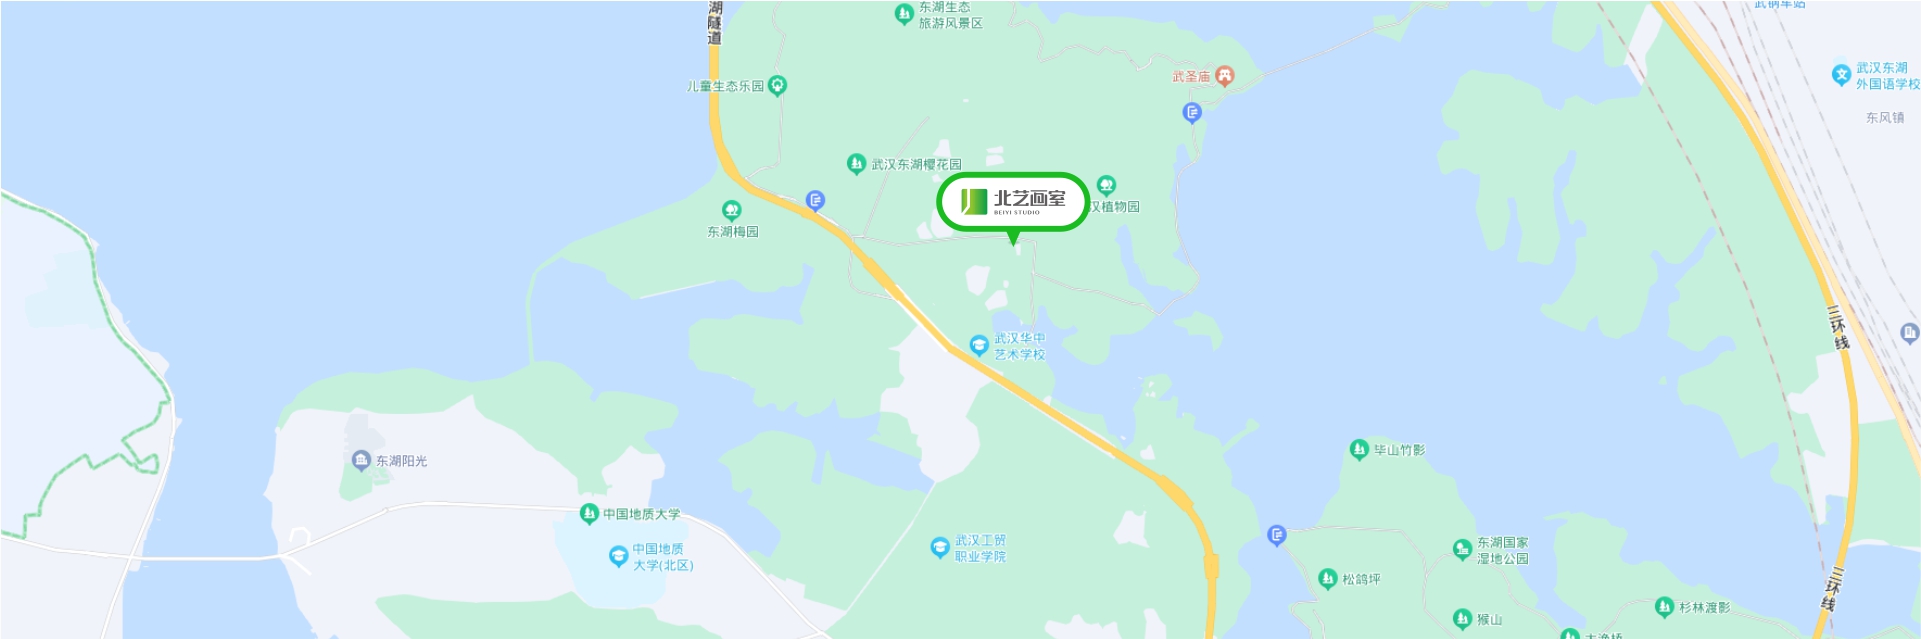 湖隧道
东湖生态
旅游风景区
武钢车站
儿童生态乐园
武圣庙
武汉东湖
外国语学校
东风镇
武汉东湖樱花园
北艺画室
BEIYI STUDIO
汉植物园
东湖梅园
三环线
武汉华中
艺术学校
毕山竹影
东湖阳光
中国地质大学
中国地质
大学(北区)
武汉工贸
职业学院
东湖国家
湿地公园
松鸽坪
三环线
杉林渡影
猴山